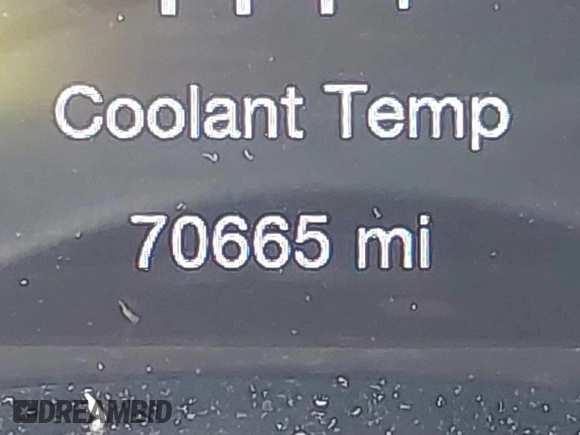 Coolant Temp
70665 mi
DREAMBID